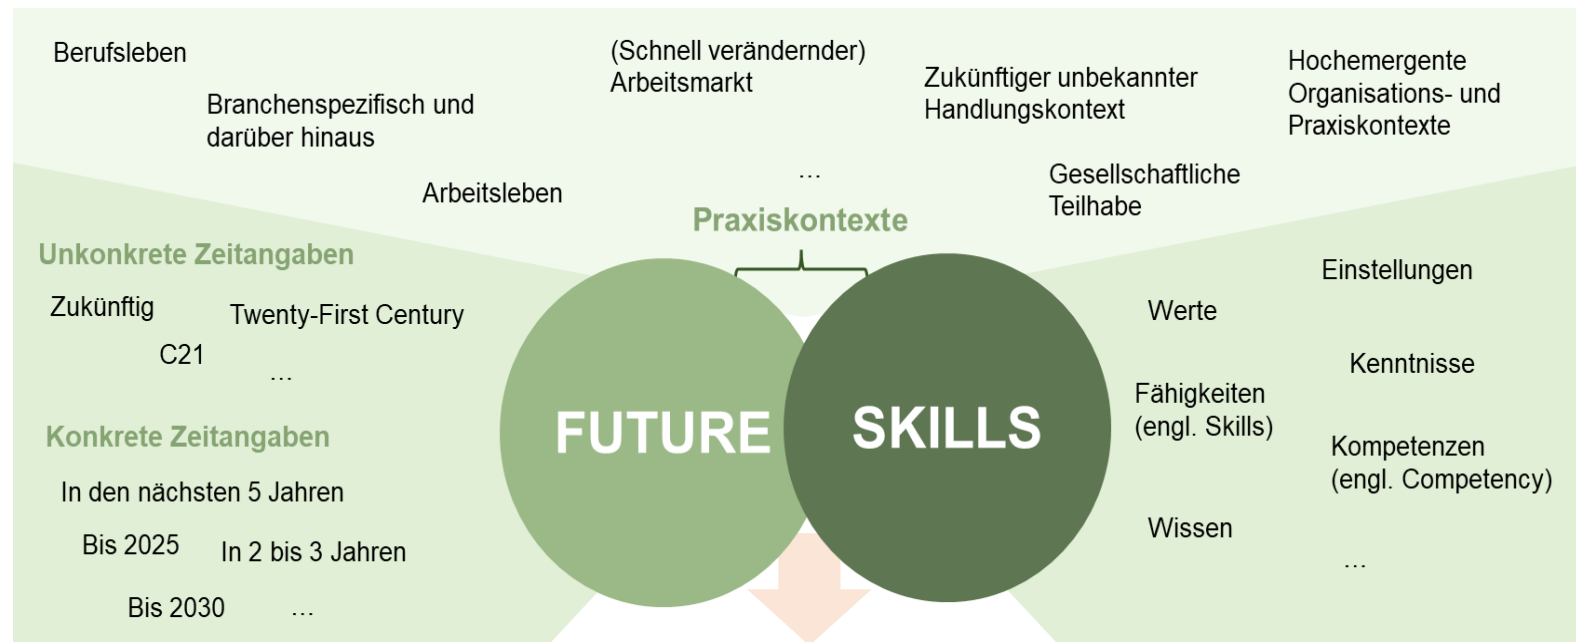 Berufsleben
Branchenspezifisch und
darüber hinaus
Arbeitsleben
(Schnell verändernder)
Arbeitsmarkt
...
Zukünftiger unbekannter
Handlungskontext
Gesellschaftliche
Teilhabe
Hochemergente
Organisations- und
Praxiskontexte
Praxiskontexte
Unkonkrete Zeitangaben
Zukünftig
Twenty-First Century
C21
...
Konkrete Zeitangaben
In den nächsten 5 Jahren
Bis 2025
In 2 bis 3 Jahren
Bis 2030
...
FUTURE
SKILLS
Einstellungen
Werte
Kenntnisse
Fähigkeiten
(engl. Skills)
Kompetenzen
(engl. Competency)
Wissen
...